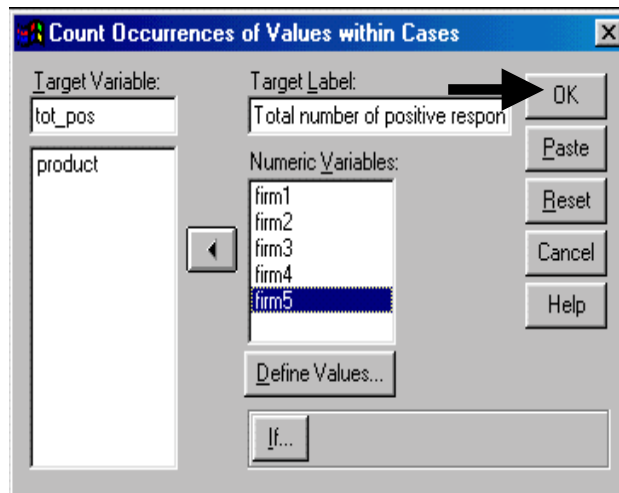 Count Occurrences of Values within Cases
Target Variable:
tot_pos
product
Target Label:
Total number of positive respon
Numeric Variables:
firm1
firm2
firm3
firm4
firm5
Define Values...
If...
OK
Paste
Reset
Cancel
Help